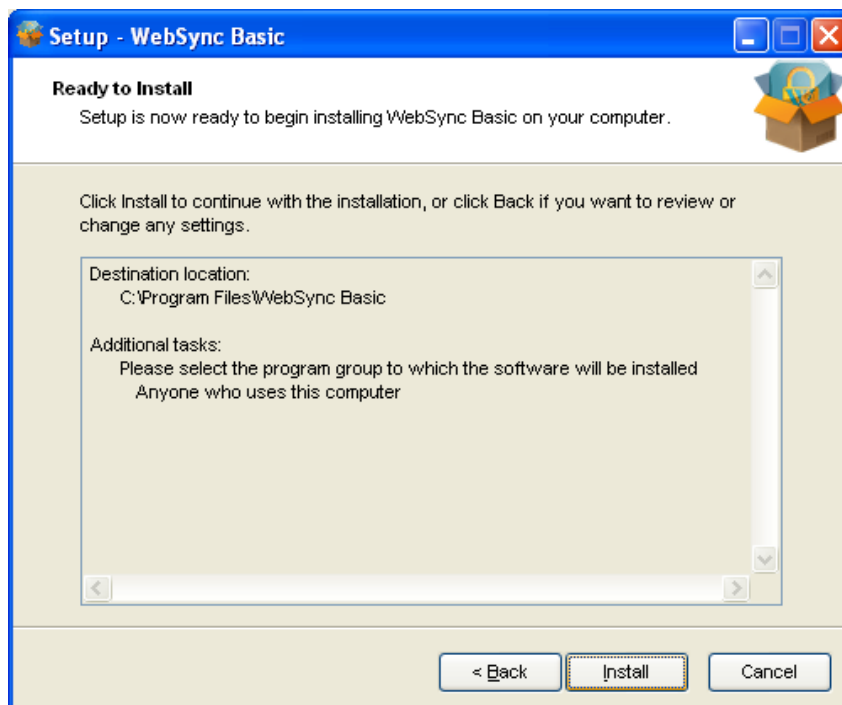 Setup - WebSync Basic
Ready to Install
Setup is now ready to begin installing WebSync Basic on your computer.
Click Install to continue with the installation, or click Back if you want to review or
change any settings.
Destination location:
C:\Program Files\WebSync Basic
Additional tasks:
Please select the program group to which the software will be installed
Anyone who uses this computer
< Back
Install
Cancel